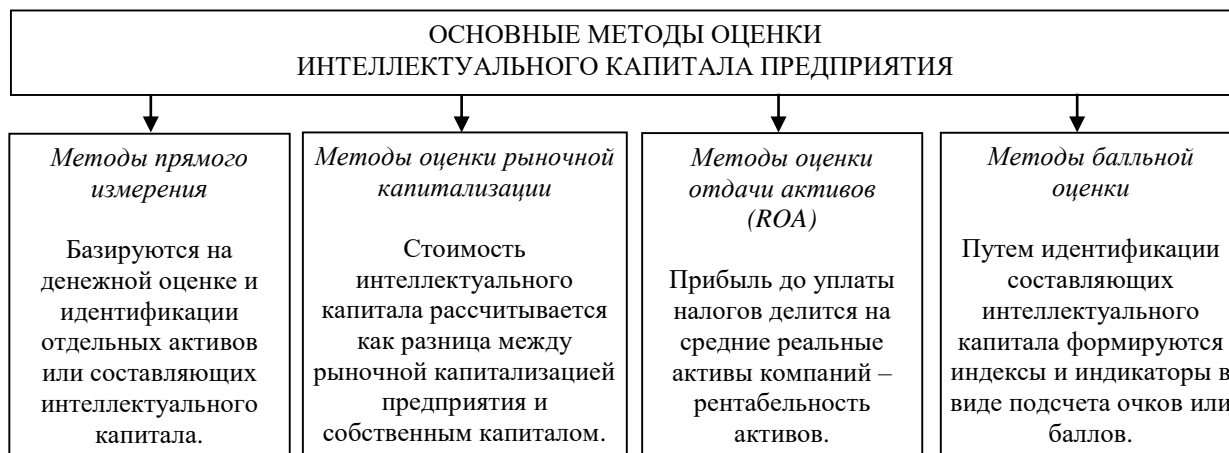 ОСНОВНЫЕ МЕТОДЫ ОЦЕНКИ
ИНТЕЛЛЕКТУАЛЬНОГО КАПИТАЛА ПРЕДПРИЯТИЯ
Методы прямого
измерения
Базируются на
денежной оценке и
идентификации
отдельных активов
или составляющих
интеллектуального
капитала.
Методы оценки рыночной
капитализации
Стоимость
интеллектуального
капитала рассчитывается
как разница между
рыночной капитализацией
предприятия и
собственным капиталом.
Методы оценки
отдачи активов
(ROA)
Прибыль до уплаты
налогов делится на
средние реальные
активы компаний –
рентабельность
активов.
Методы балльной
оценки
Путем идентификации
составляющих
интеллектуального
капитала формируются
индексы и индикаторы в
виде подсчета очков или
баллов.